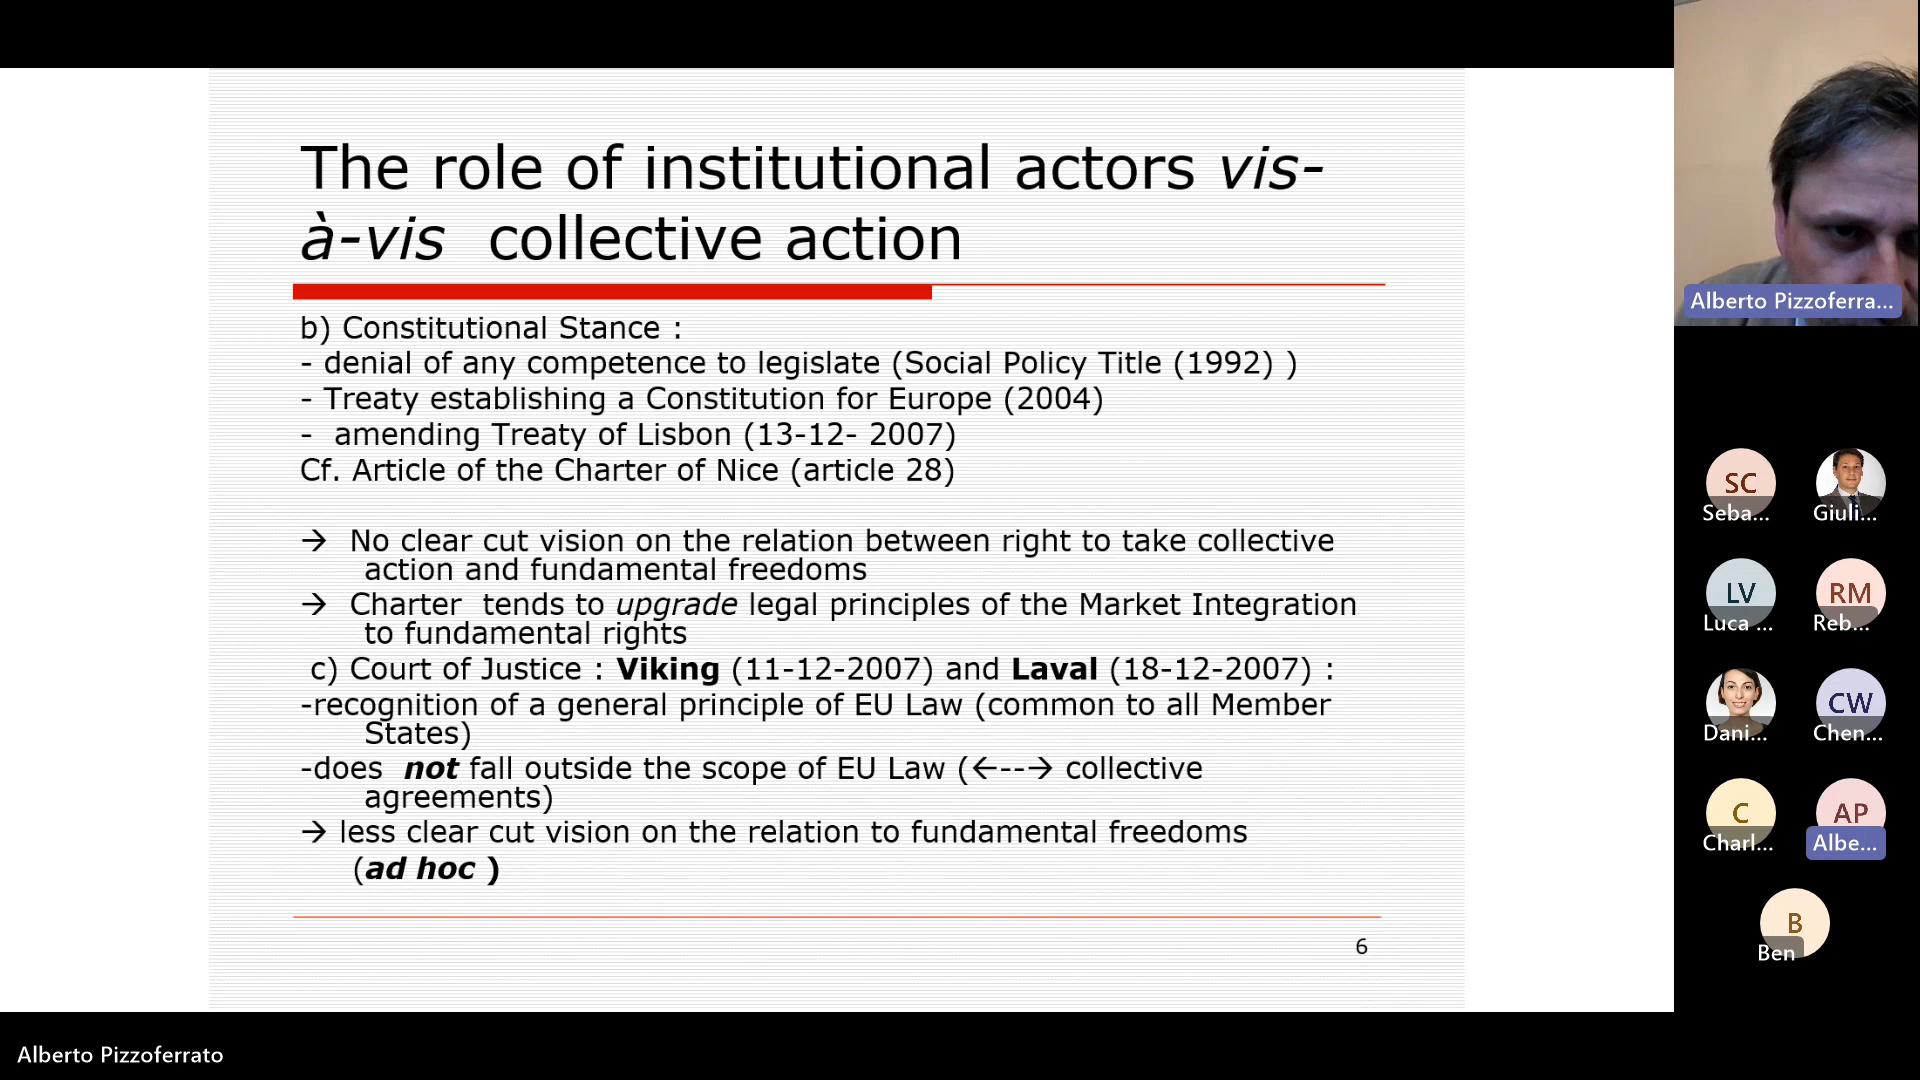 The role of institutional actors vis-
à-vis collective action
b) Constitutional Stance :
- denial of any competence to legislate (Social Policy Title (1992) )
- Treaty establishing a Constitution for Europe (2004)
- amending Treaty of Lisbon (13-12- 2007)
Cf. Article of the Charter of Nice (article 28)
→ No clear cut vision on the relation between right to take collective
action and fundamental freedoms
→ Charter tends to upgrade legal principles of the Market Integration
to fundamental rights
c) Court of Justice : Viking (11-12-2007) and Laval (18-12-2007) :
-recognition of a general principle of EU Law (common to all Member
States)
-does not fall outside the scope of EU Law (←--→ collective
agreements)
→ less clear cut vision on the relation to fundamental freedoms
(ad hoc )
6
Alberto Pizzoferra...
SC
Seba...
Giuli...
LV
Luca ...
RM
Reb...
Dani...
CW
Chen...
C
Charl...
AP
Albe...
B
Ben
Alberto Pizzoferrato